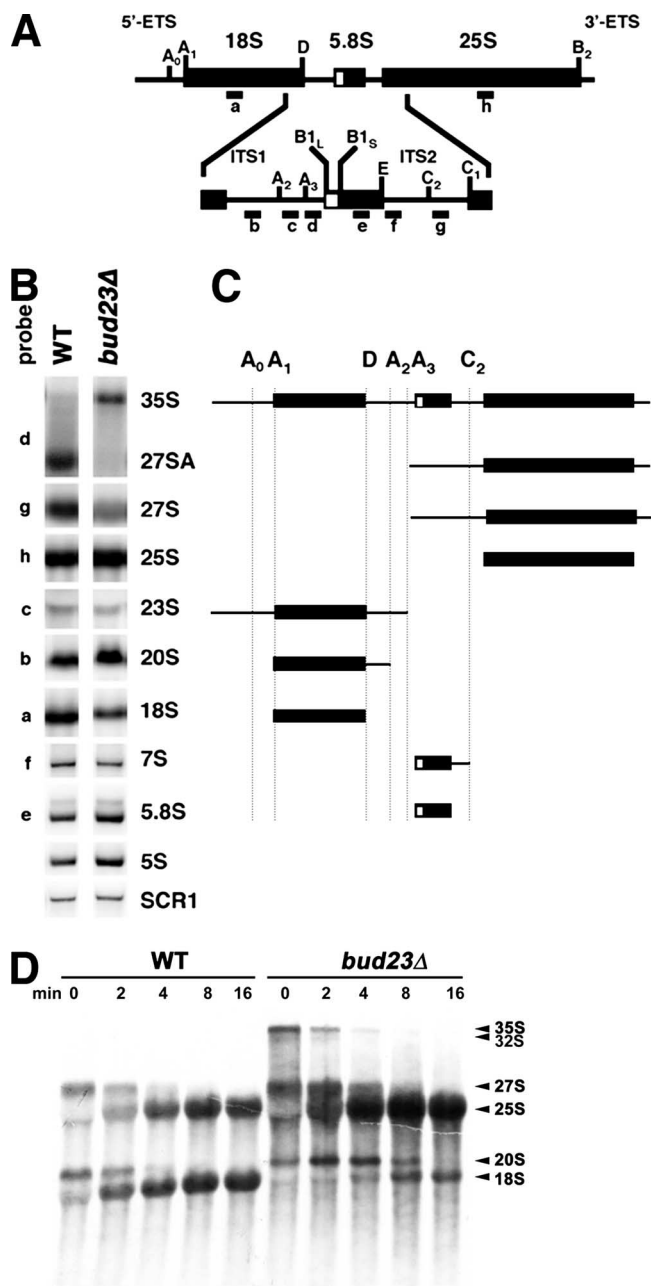 A
5'-ETS 3'-ETS
18S 5.8S 25S
A₀ A₁ D B₂
a h
B1L B1S
ITS1 ITS2
A₂ A₃ E C₂ C₁
b c d e f g
B C
probe WT bud23Δ
A₀ A₁ D A₂ A₃ C₂
35S
d
27SA
g 27S
h 25S
c 23S
b 20S
a 18S
f 7S
e 5.8S
5S
SCR1
D
WT bud23Δ
min 0 2 4 8 16 0 2 4 8 16
35S
32S
27S
25S
20S
18S